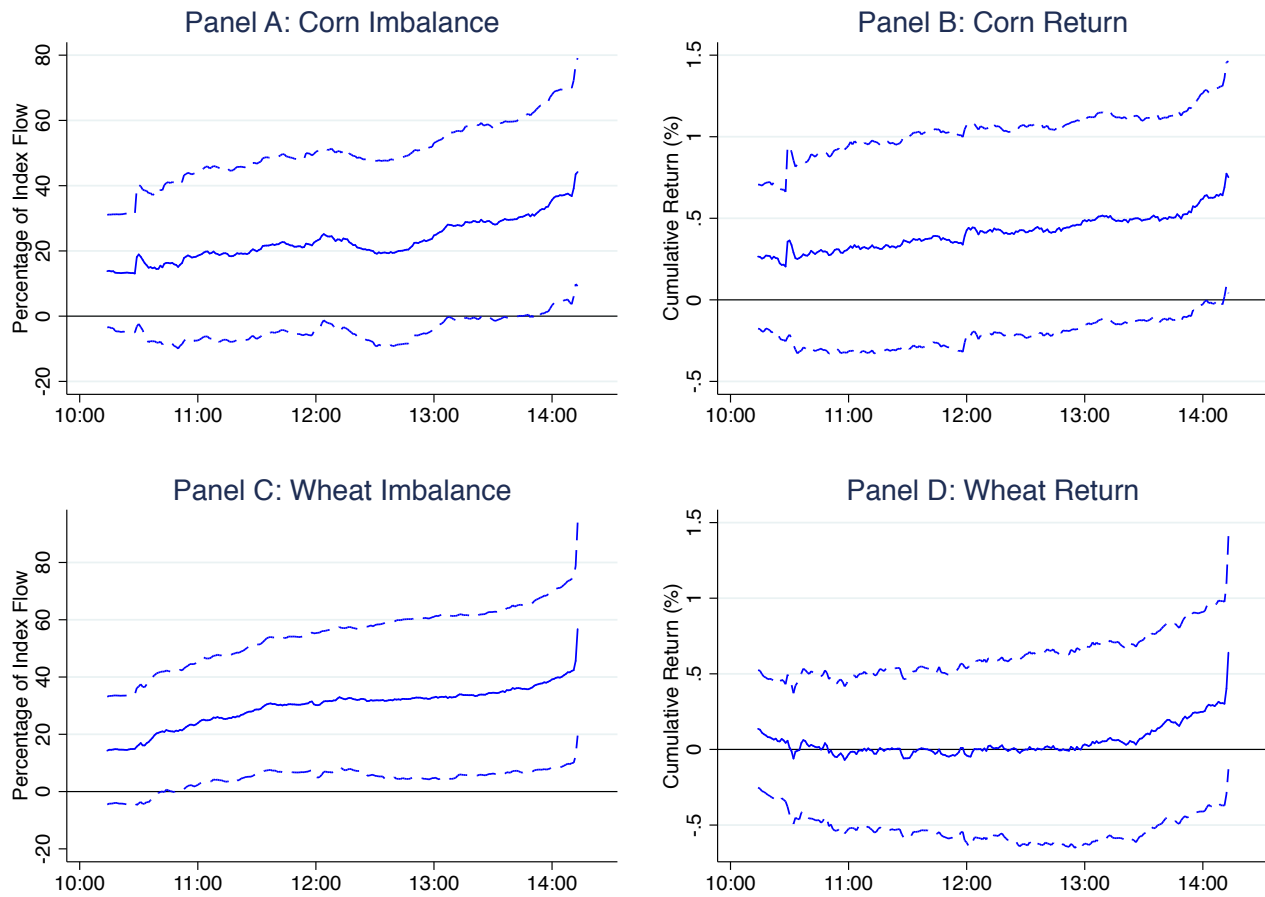 Panel A: Corn Imbalance
Percentage of Index Flow
80
60
40
20
0
-20
10:00 11:00 12:00 13:00 14:00
Panel B: Corn Return
Cumulative Return (%)
1.5
1
.5
0
-.5
10:00 11:00 12:00 13:00 14:00
Panel C: Wheat Imbalance
Percentage of Index Flow
80
60
40
20
0
-20
10:00 11:00 12:00 13:00 14:00
Panel D: Wheat Return
Cumulative Return (%)
1.5
1
.5
0
-.5
10:00 11:00 12:00 13:00 14:00